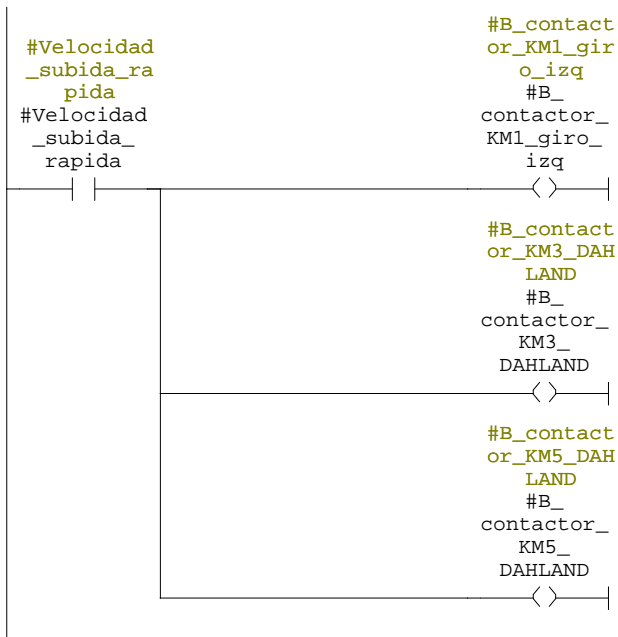 #Velocidad
_subida_ra
pida
#Velocidad
_subida_
rapida
#B_contact
or_KM1_gir
o_izq
#B_
contactor_
KM1_giro_
izq
#B_contact
or_KM3_DAH
LAND
#B_
contactor_
KM3_
DAHLAND
#B_contact
or_KM5_DAH
LAND
#B_
contactor_
KM5_
DAHLAND